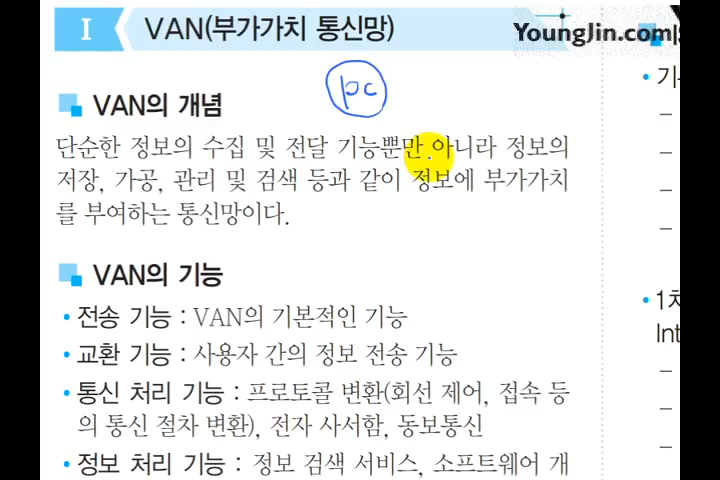 I VAN(부가가치 통신망)
YoungJin.com
pc
VAN의 개념
단순한 정보의 수집 및 전달 기능뿐만 아니라 정보의
저장, 가공, 관리 및 검색 등과 같이 정보에 부가가치
를 부여하는 통신망이다.
VAN의 기능
• 전송 기능 : VAN의 기본적인 기능
• 교환 기능 : 사용자 간의 정보 전송 기능
• 통신 처리 기능 : 프로토콜 변환(회선 제어, 접속 등
의 통신 절차 변환), 전자 사서함, 동보통신
• 정보 처리 기능 : 정보 검색 서비스, 소프트웨어 개
• 1차
Int